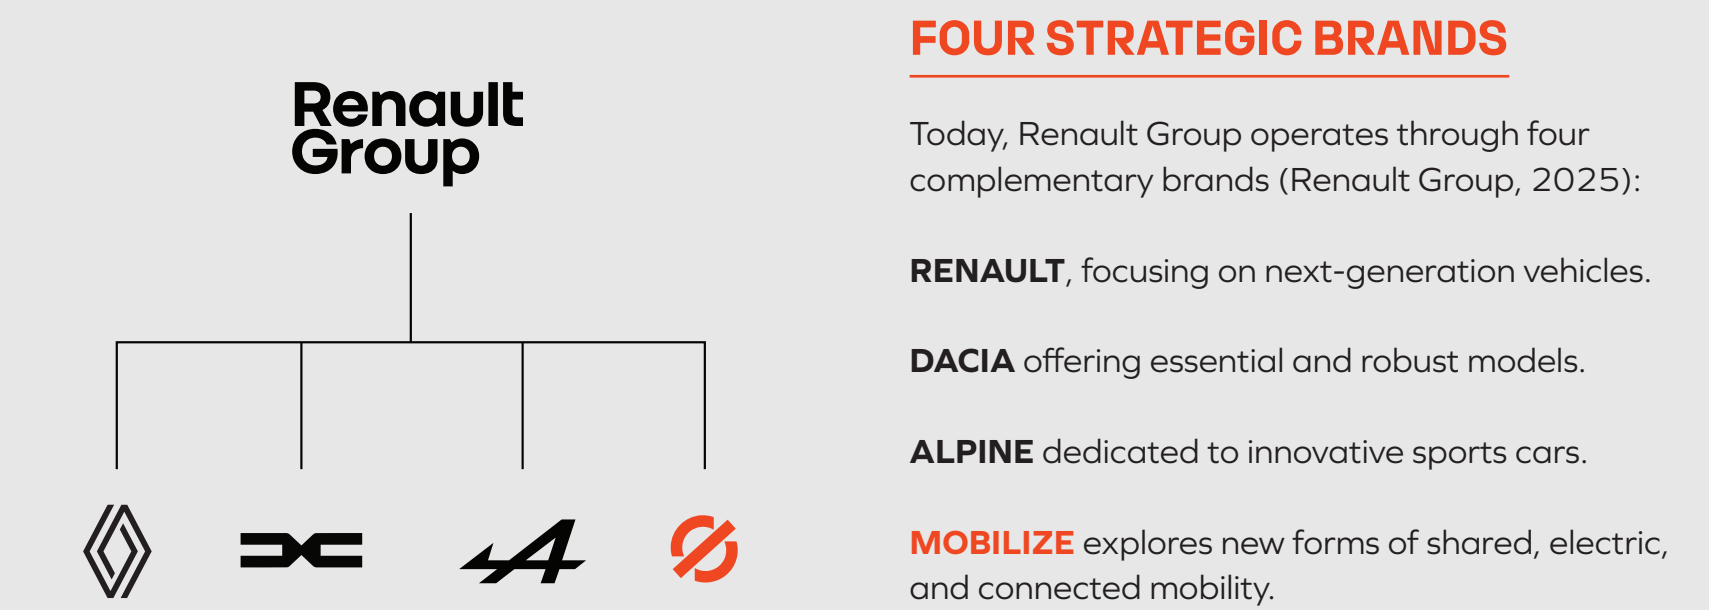 Renault
Group
FOUR STRATEGIC BRANDS
Today, Renault Group operates through four
complementary brands (Renault Group, 2025):
RENAULT, focusing on next-generation vehicles.
DACIA offering essential and robust models.
ALPINE dedicated to innovative sports cars.
MOBILIZE explores new forms of shared, electric,
and connected mobility.